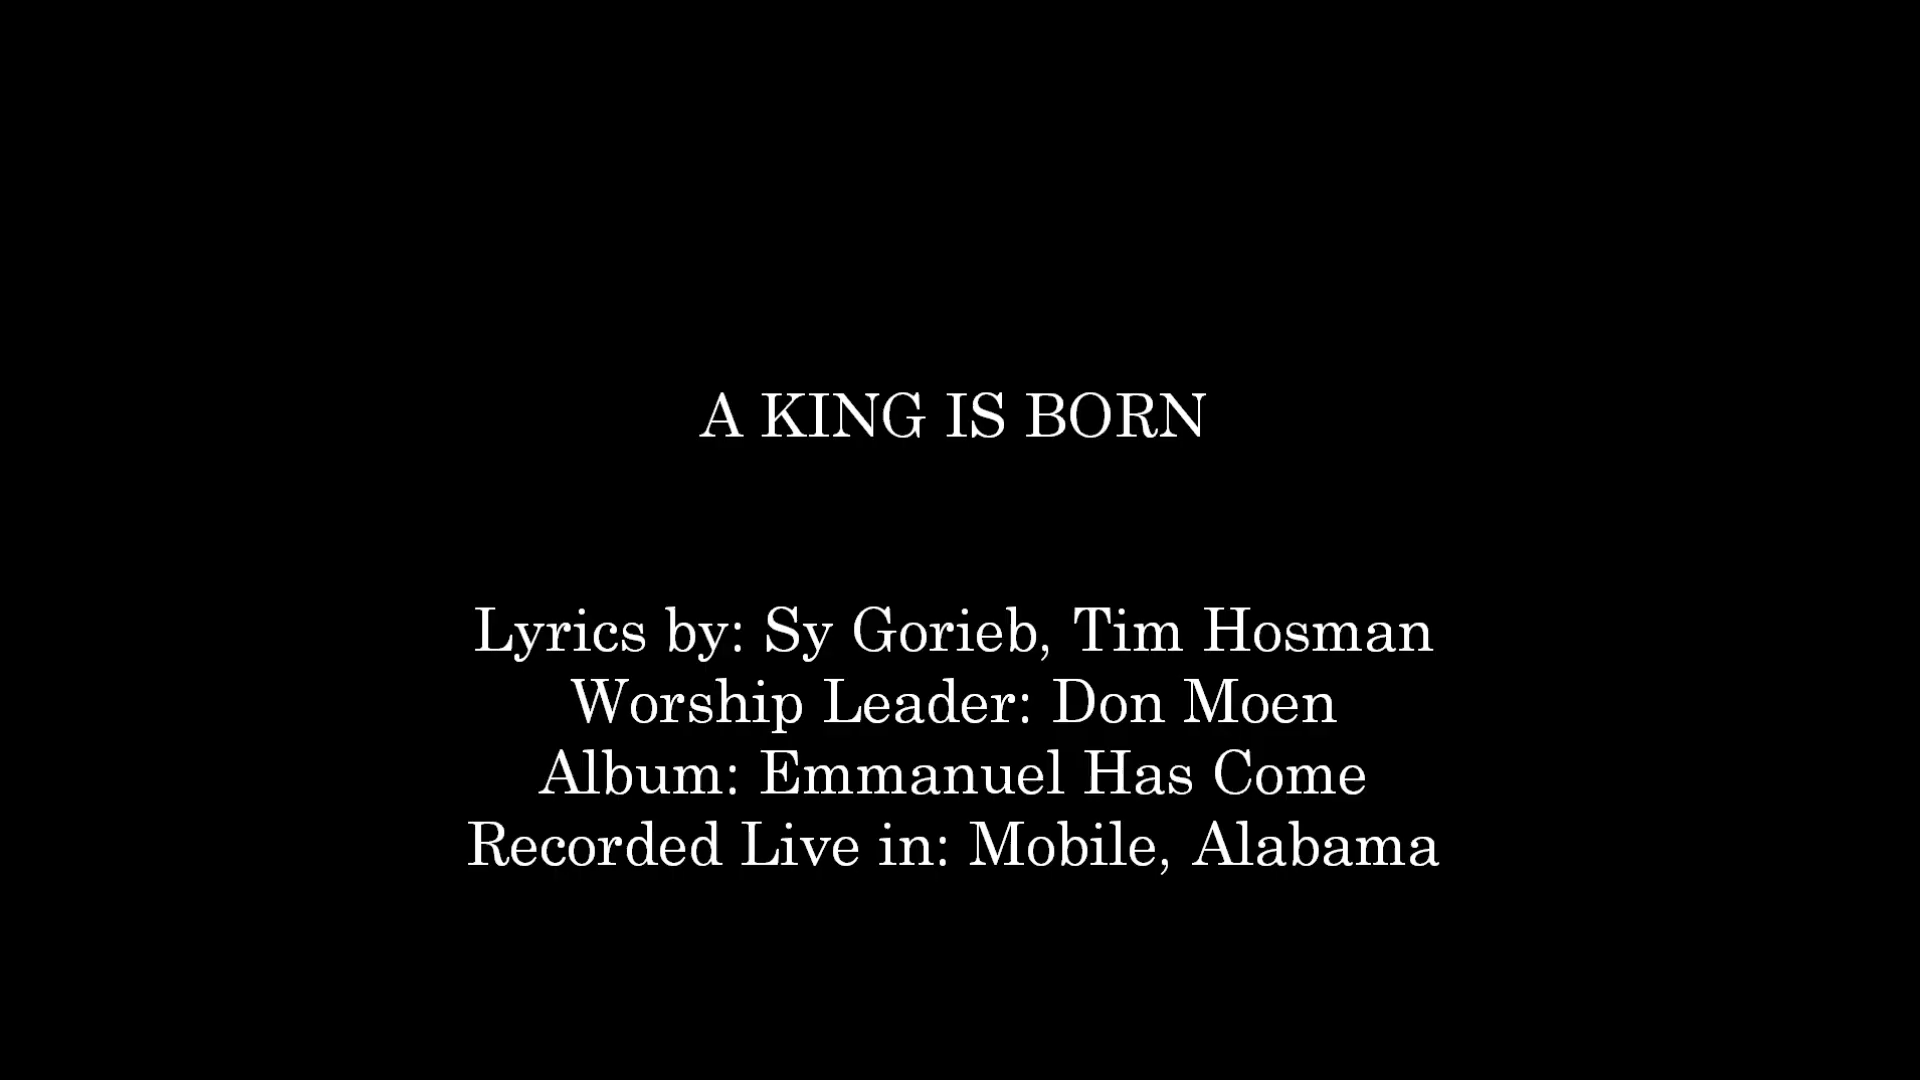 A KING IS BORN
Lyrics by: Sy Gorieb, Tim Hosman
Worship Leader: Don Moen
Album: Emmanuel Has Come
Recorded Live in: Mobile, Alabama